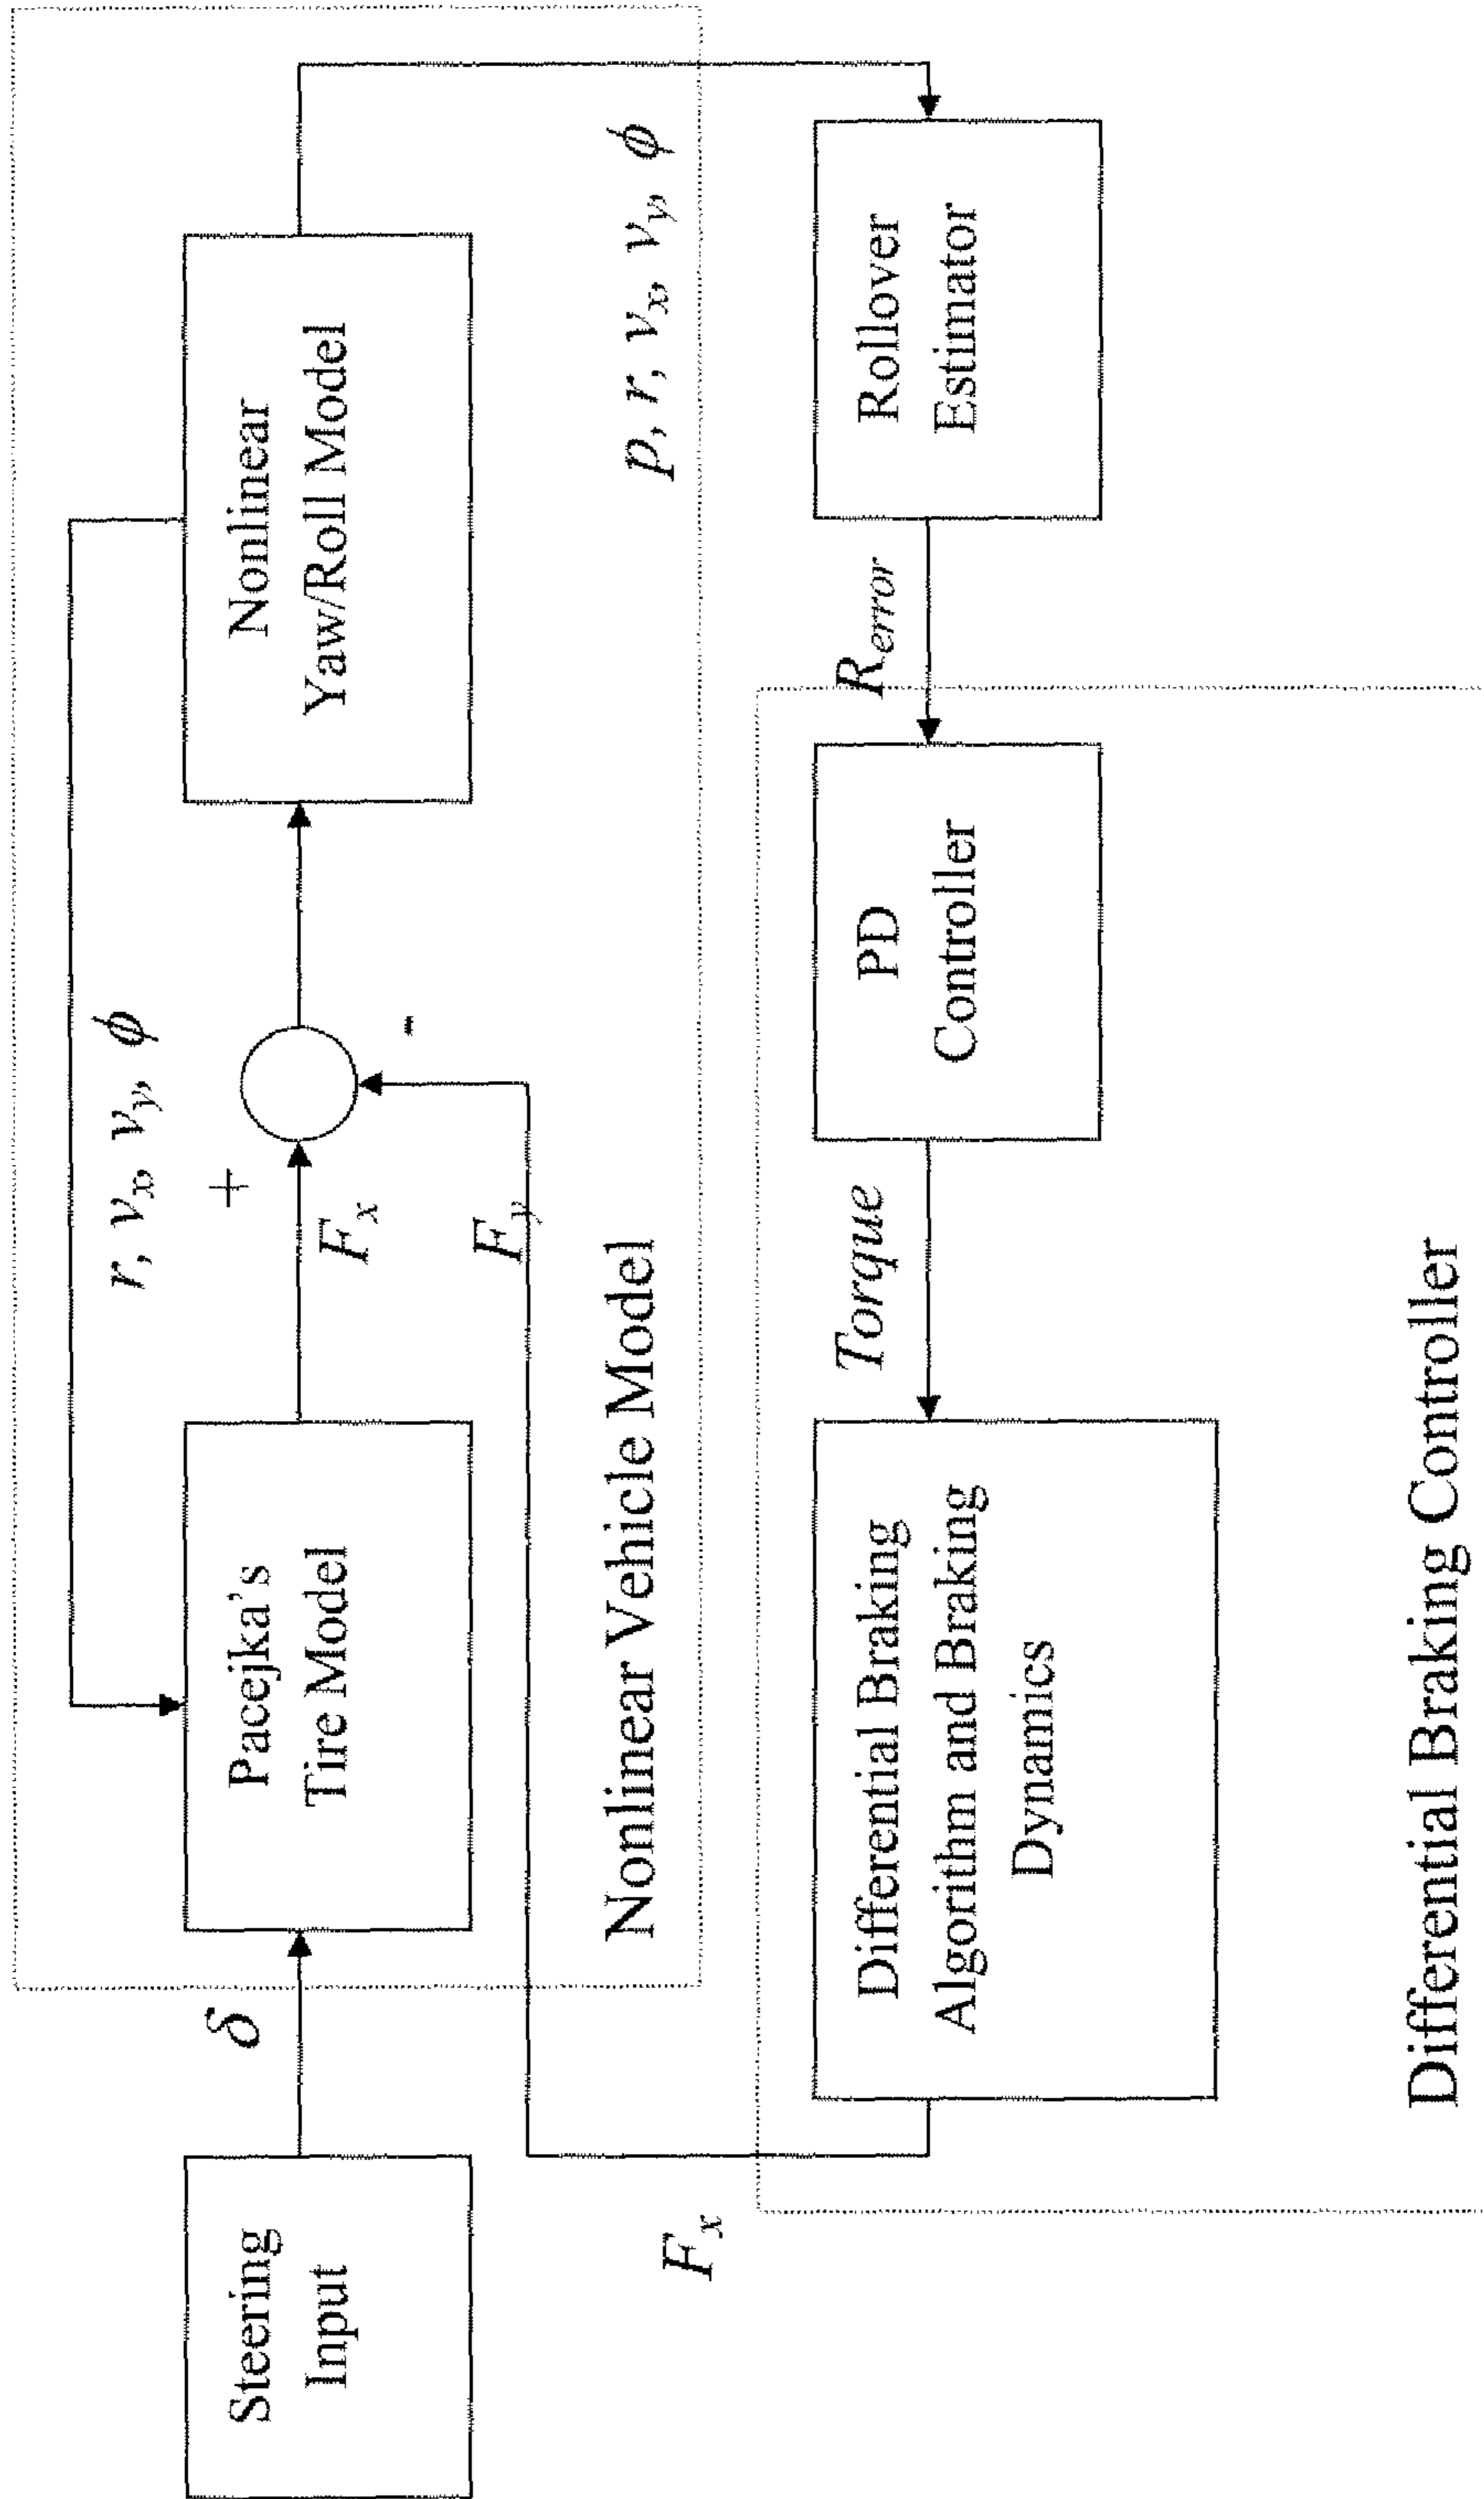 Steering
Input
δ
Pacejka's
Tire Model
+
F_x
F_y
r, v_x, v_y, ϕ
-
Nonlinear
Yaw/Roll Model
Nonlinear Vehicle Model
p, r, v_x, v_y, ϕ
F_x
Differential Braking
Algorithm and Braking
Dynamics
Torque
PD
Controller
R_error
Rollover
Estimator
Differential Braking Controller